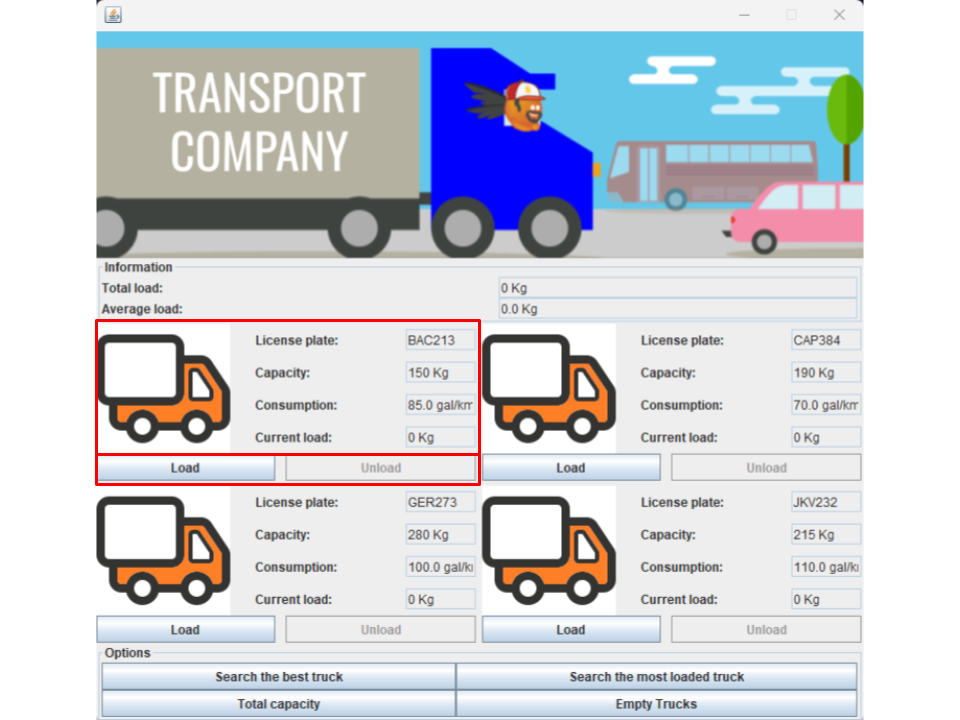 TRANSPORT
COMPANY
Information
Total load: 0 Kg
Average load: 0.0 Kg
License plate: BAC213
Capacity: 150 Kg
Consumption: 85.0 gal/km
Current load: 0 Kg
Load Unload
License plate: CAP384
Capacity: 190 Kg
Consumption: 70.0 gal/km
Current load: 0 Kg
Load Unload
License plate: GER273
Capacity: 280 Kg
Consumption: 100.0 gal/k
Current load: 0 Kg
Load Unload
License plate: JKV232
Capacity: 215 Kg
Consumption: 110.0 gal/k
Current load: 0 Kg
Load Unload
Options
Search the best truck Search the most loaded truck
Total capacity Empty Trucks